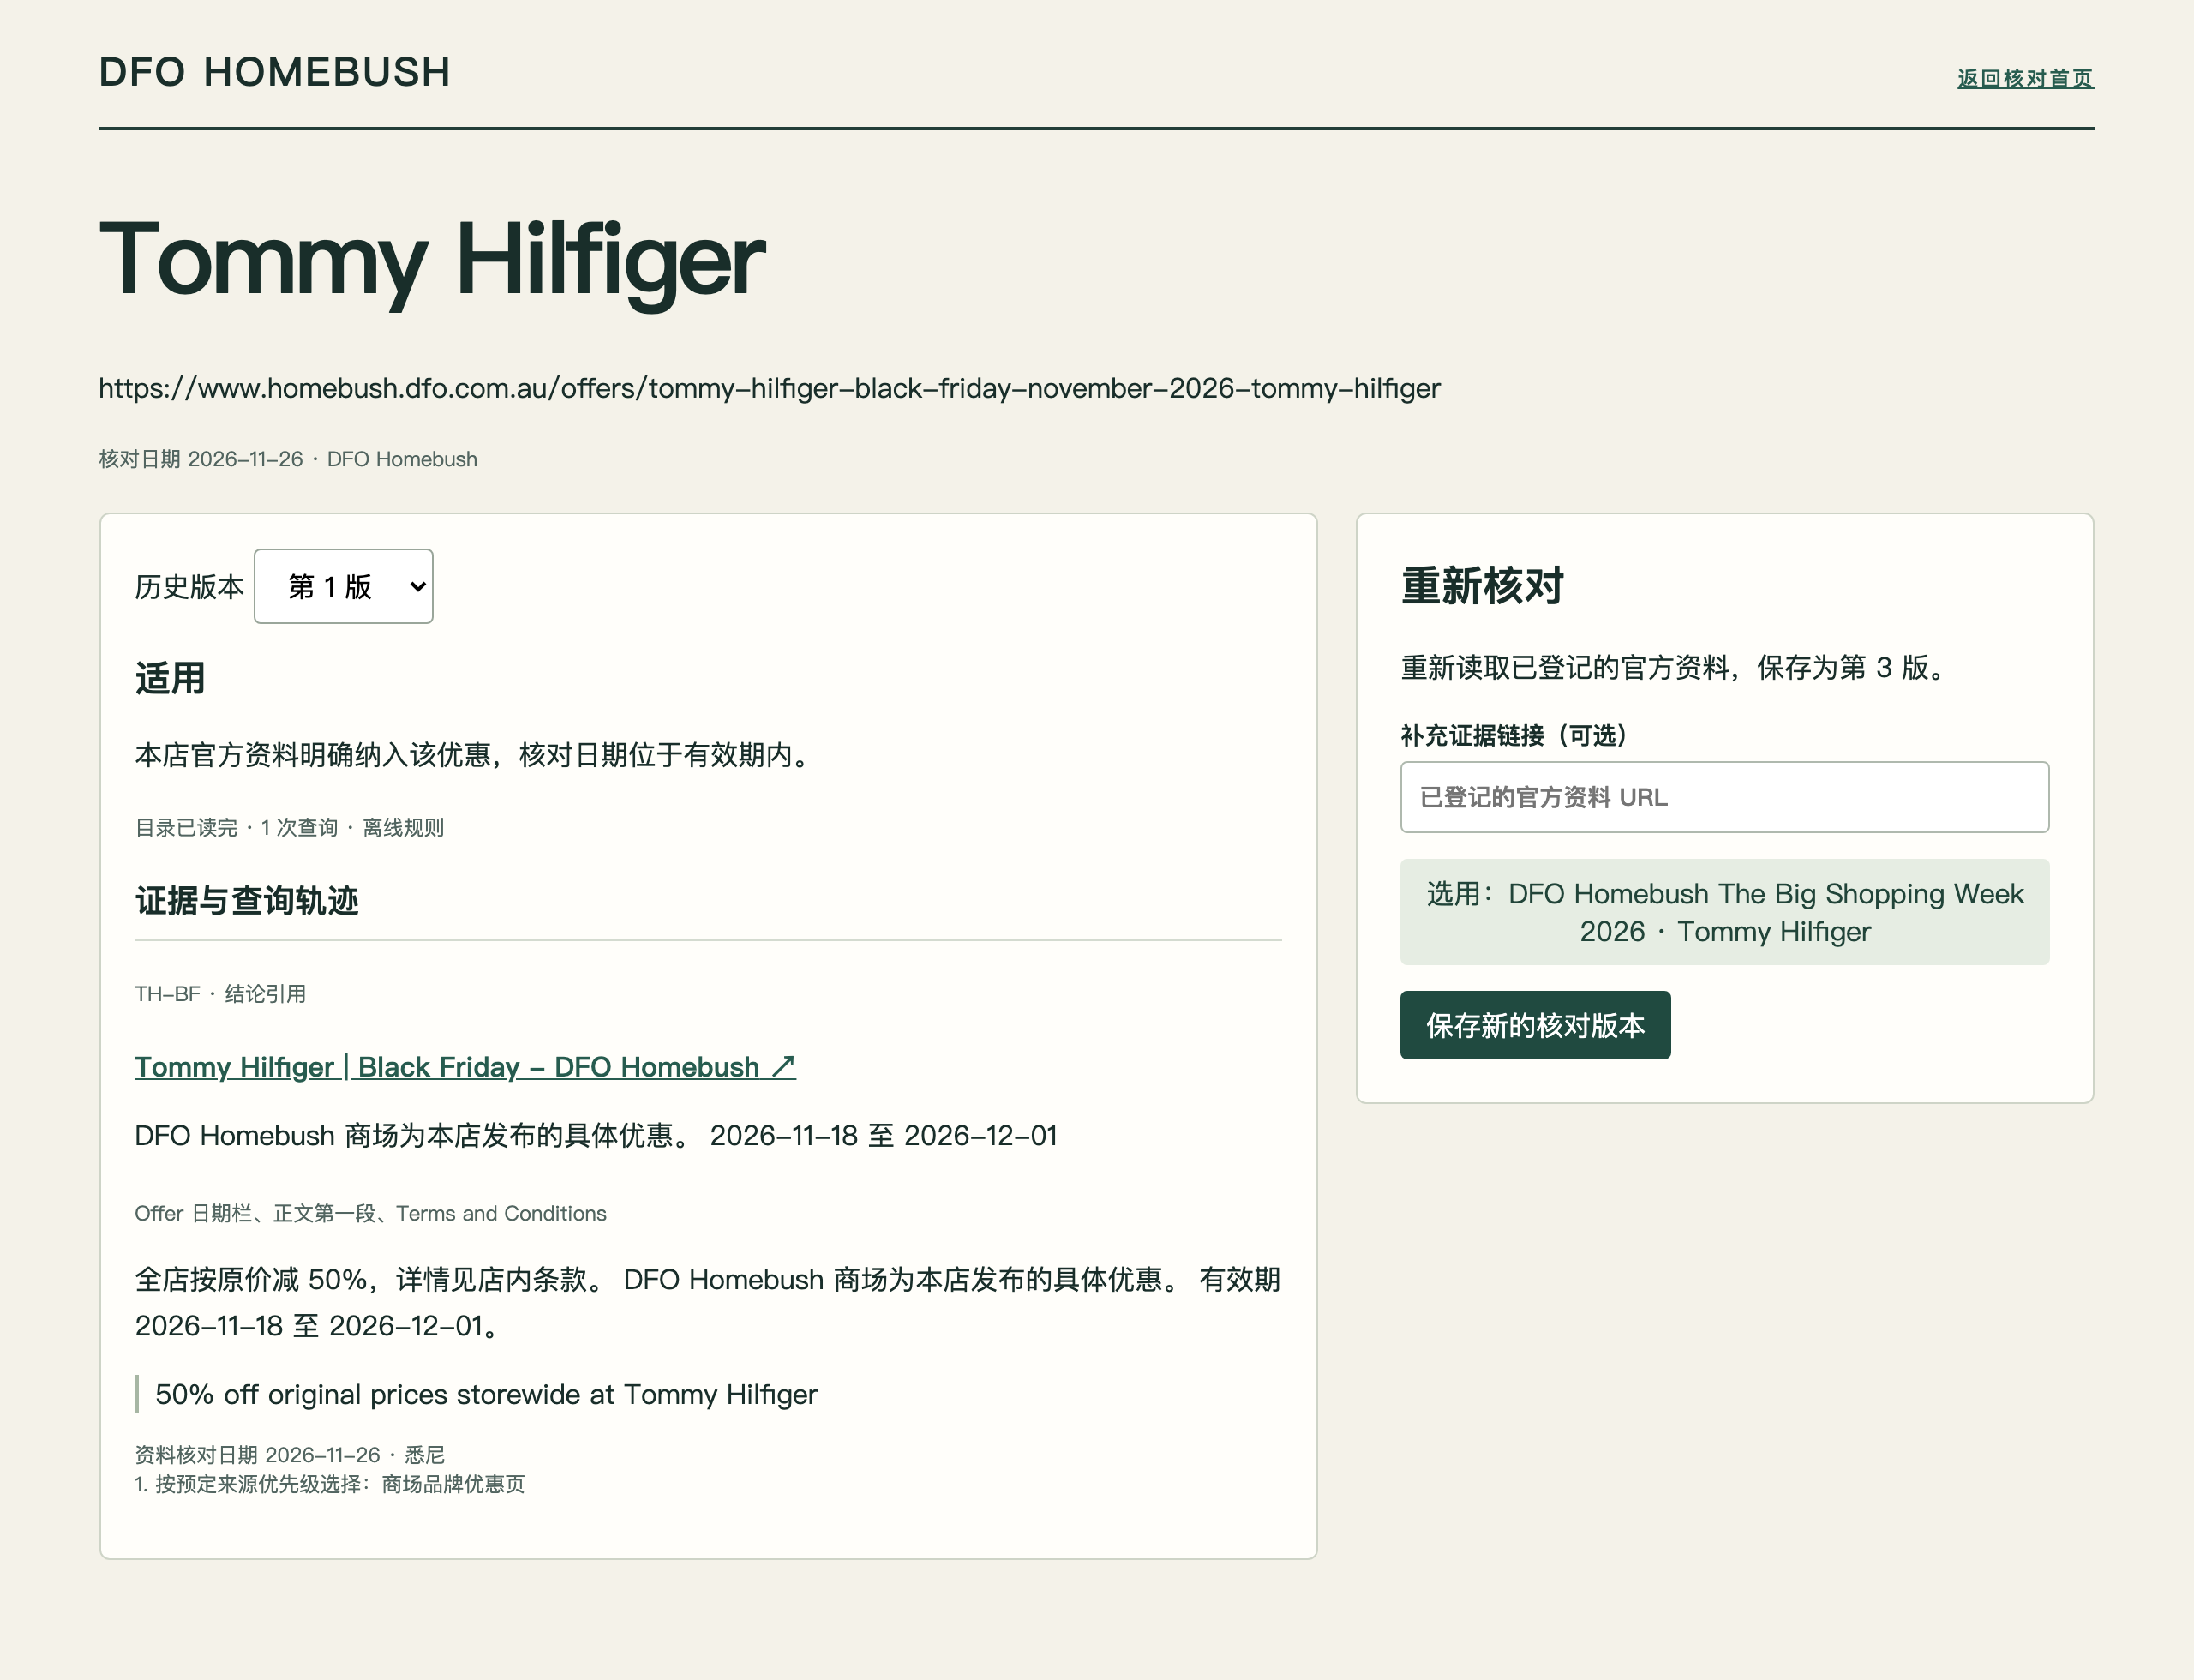 DFO HOMEBUSH
返回核对首页
Tommy Hilfiger
https://www.homebush.dfo.com.au/offers/tommy-hilfiger-black-friday-november-2026-tommy-hilfiger
核对日期 2026-11-26 · DFO Homebush
历史版本 第 1 版
适用
本店官方资料明确纳入该优惠，核对日期位于有效期内。
目录已读完 · 1 次查询 · 离线规则
证据与查询轨迹
TH-BF · 结论引用
Tommy Hilfiger | Black Friday - DFO Homebush ↗
DFO Homebush 商场为本店发布的具体优惠。 2026-11-18 至 2026-12-01
Offer 日期栏、正文第一段、Terms and Conditions
全店按原价减 50%，详情见店内条款。 DFO Homebush 商场为本店发布的具体优惠。 有效期
2026-11-18 至 2026-12-01。
50% off original prices storewide at Tommy Hilfiger
资料核对日期 2026-11-26 · 悉尼
1. 按预定来源优先级选择：商场品牌优惠页
重新核对
重新读取已登记的官方资料，保存为第 3 版。
补充证据链接（可选）
已登记的官方资料 URL
选用：DFO Homebush The Big Shopping Week
2026 · Tommy Hilfiger
保存新的核对版本